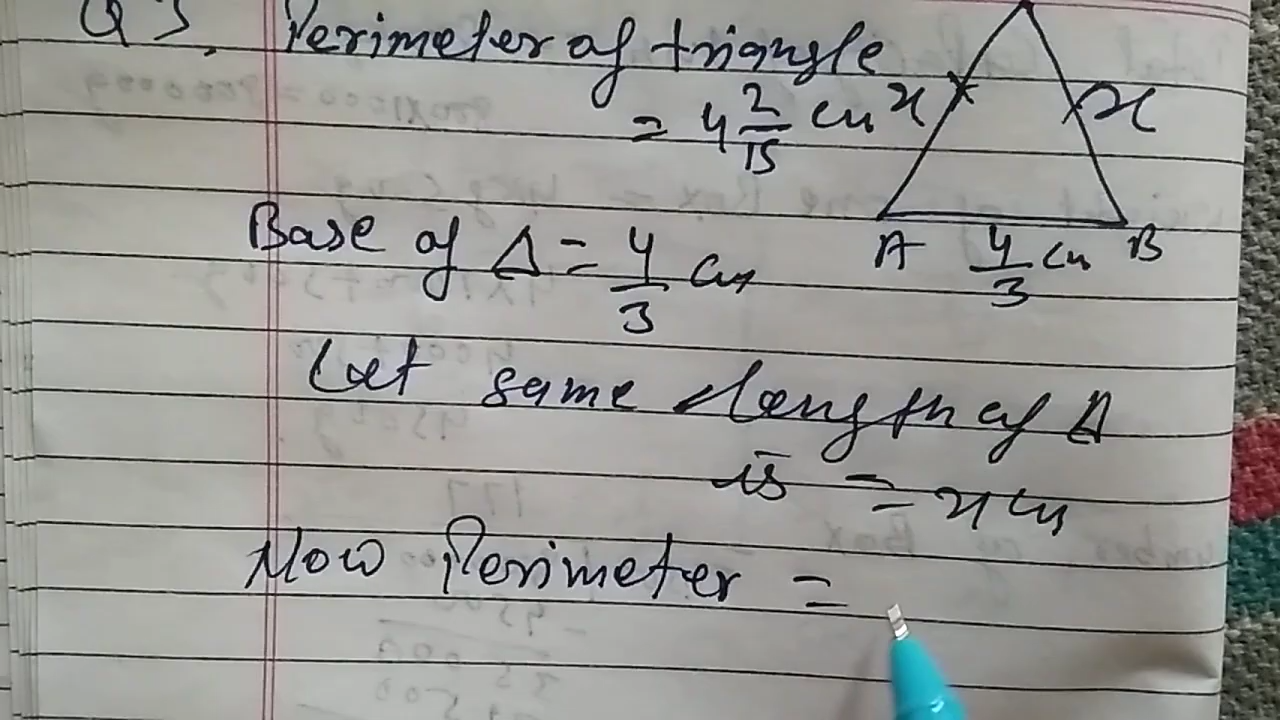 Q3. Perimeter of triangle
= 4 2/15 cm
x
x
Base of Δ = 4/3 cm
A 4/3 cm B
Let same length of Δ
is = x cm
Now Perimeter =